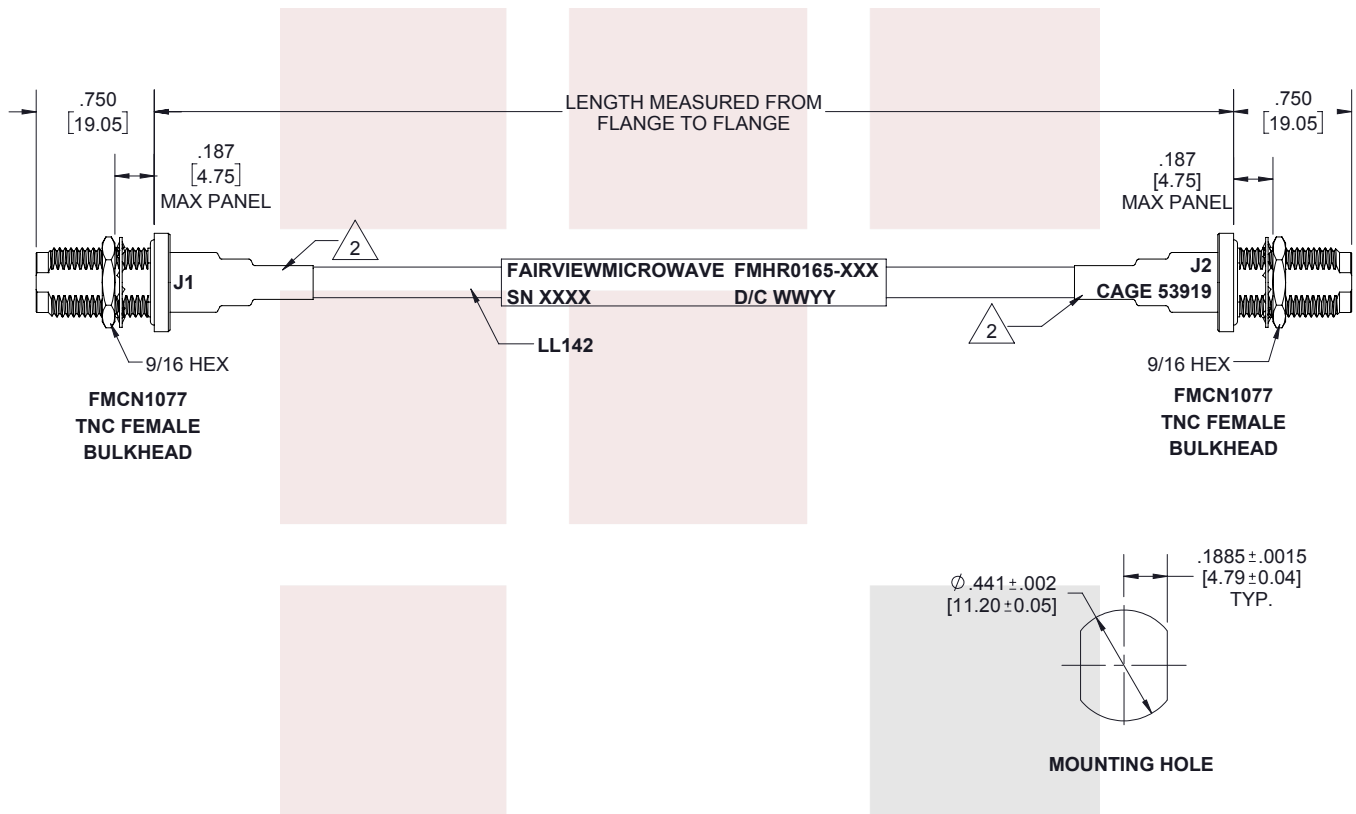 .750
[19.05]
LENGTH MEASURED FROM
FLANGE TO FLANGE
.750
[19.05]
.187
[4.75]
MAX PANEL
.187
[4.75]
MAX PANEL
2
J1
FAIRVIEWMICROWAVE FMHR0165-XXX
SN XXXX D/C WWYY
J2
CAGE 53919
2
LL142
9/16 HEX
FMCN1077
TNC FEMALE
BULKHEAD
9/16 HEX
FMCN1077
TNC FEMALE
BULKHEAD
∅ .441±.002
[11.20±0.05]
.1885±.0015
[4.79±0.04]
TYP.
MOUNTING HOLE